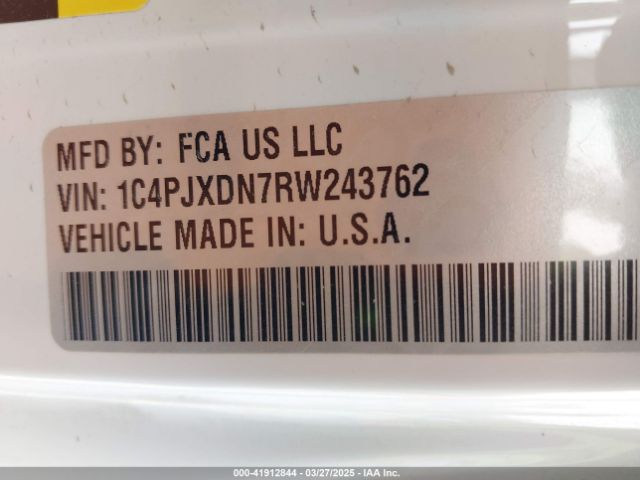 MFD BY: FCA US LLC
VIN: 1C4PJXDN7RW243762
VEHICLE MADE IN: U.S.A.
000-41912844 — 03/27/2025 — IAA Inc.